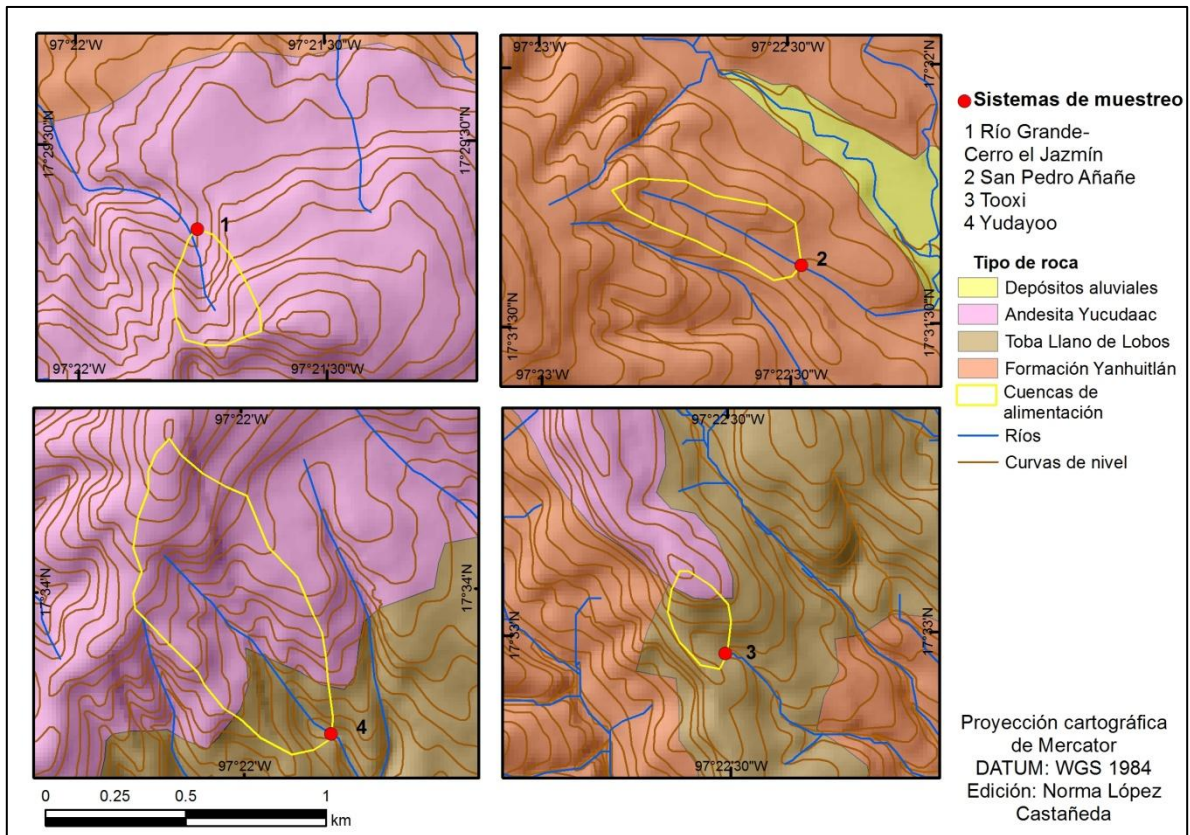 97°22'W
97°21'30"W
17°29'30"N
17°29'30"N
1
97°22'W
97°21'30"W
97°23'W
97°22'30"W
17°32'N
2
17°31'30"N
17°31'30"N
97°23'W
97°22'30"W
97°22'W
17°34'N
17°34'N
4
97°22'W
97°22'30"W
17°33'N
17°33'N
3
97°22'30"W
0 0.25 0.5 1
km
Sistemas de muestreo
1 Río Grande-
Cerro el Jazmín
2 San Pedro Añañe
3 Tooxi
4 Yudayoo
Tipo de roca
Depósitos aluviales
Andesita Yucudaac
Toba Llano de Lobos
Formación Yanhuitlán
Cuencas de
alimentación
Ríos
Curvas de nivel
Proyección cartográfica
de Mercator
DATUM: WGS 1984
Edición: Norma López
Castañeda